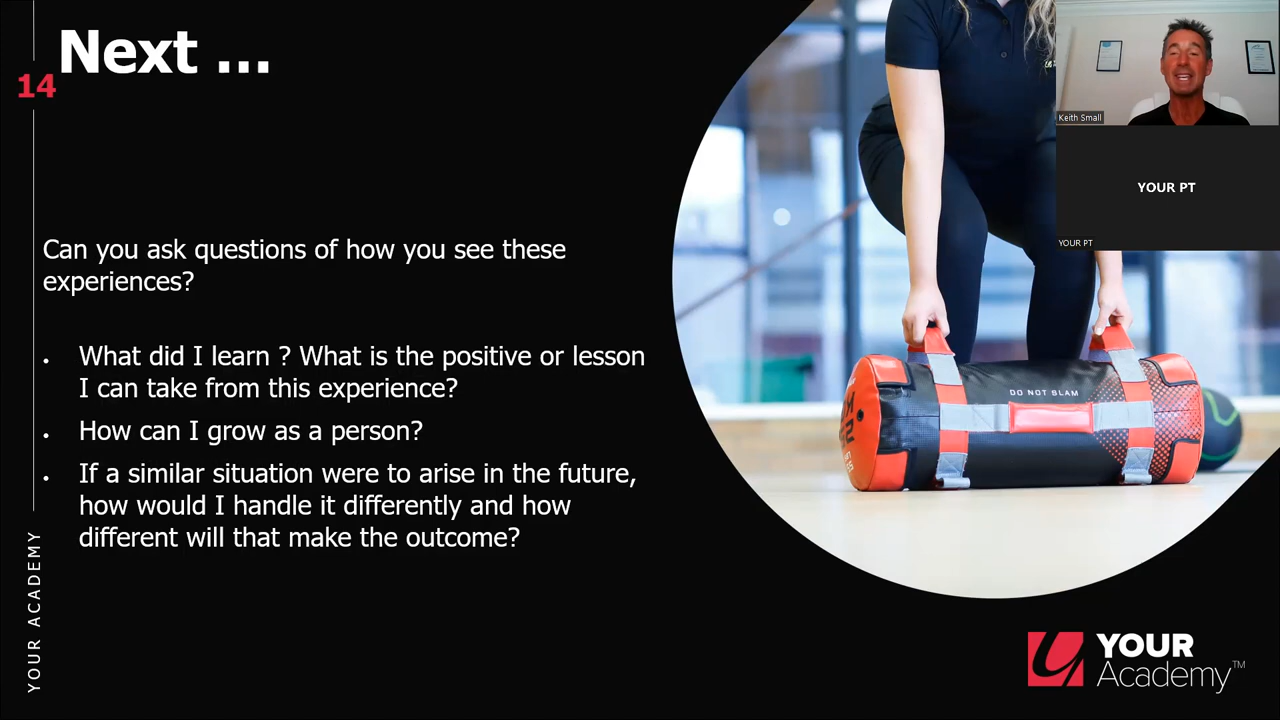 Next ...
14
Can you ask questions of how you see these
experiences?
• What did I learn ? What is the positive or lesson
I can take from this experience?
• How can I grow as a person?
• If a similar situation were to arise in the future,
how would I handle it differently and how
different will that make the outcome?
YOUR ACADEMY
DO NOT SLAM
Keith Small
YOUR PT
YOUR PT
YOUR
Academy™